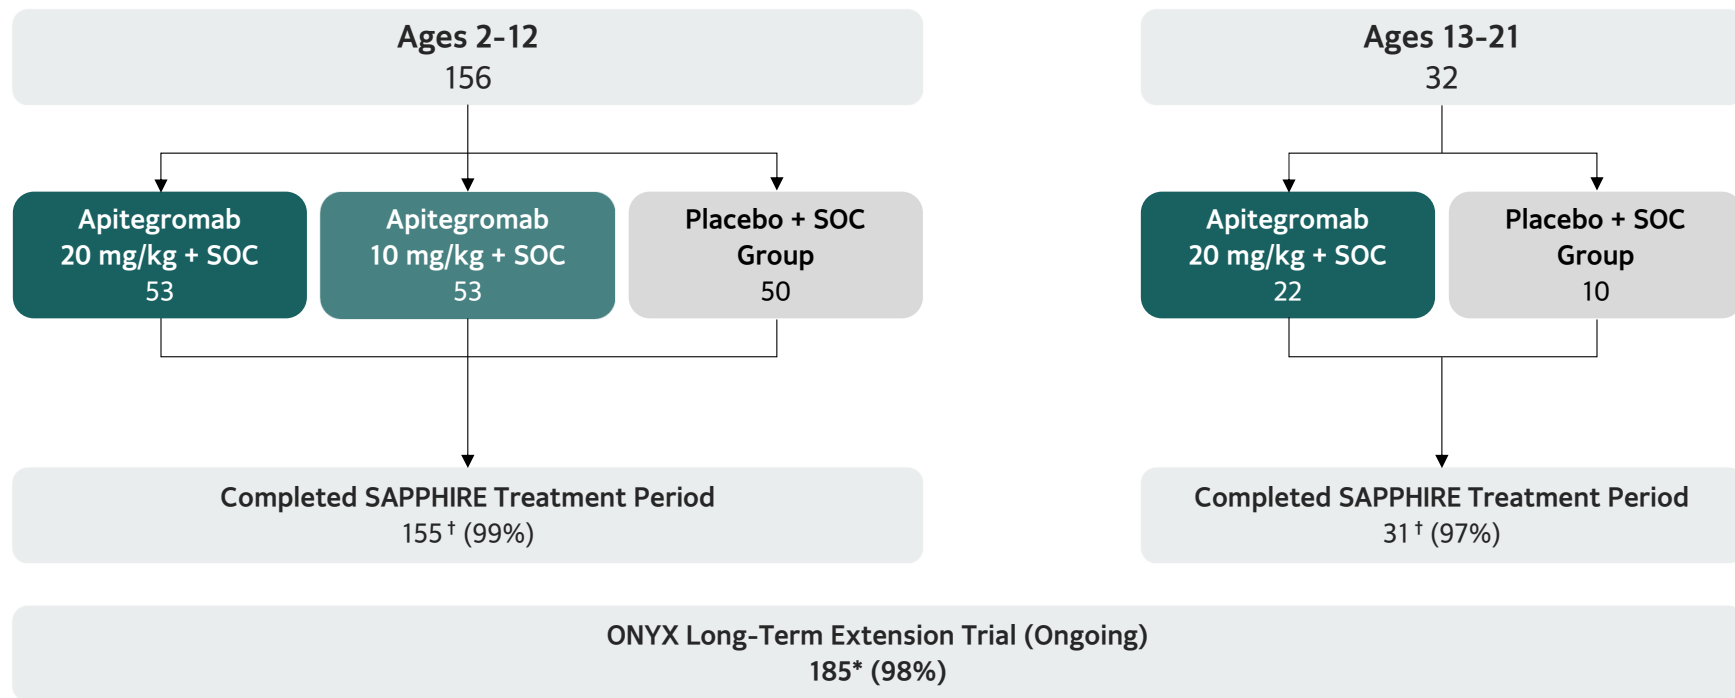 Ages 2-12
156
Ages 13-21
32
Apitegromab
20 mg/kg + SOC
53
Apitegromab
10 mg/kg + SOC
53
Placebo + SOC
Group
50
Apitegromab
20 mg/kg + SOC
22
Placebo + SOC
Group
10
Completed SAPPHIRE Treatment Period
155 † (99%)
Completed SAPPHIRE Treatment Period
31 † (97%)
ONYX Long-Term Extension Trial (Ongoing)
185* (98%)